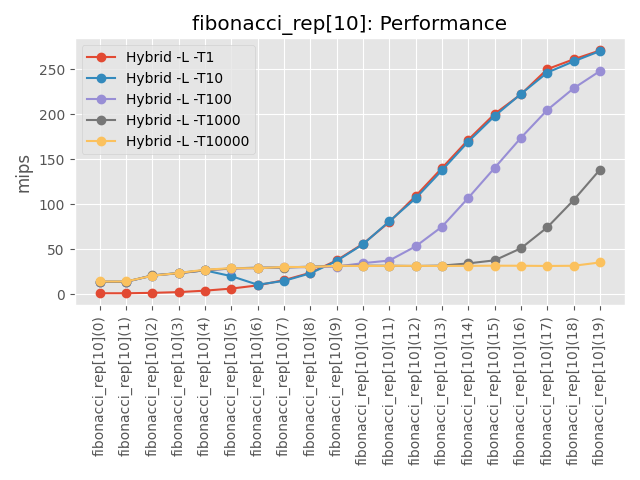 fibonacci_rep[10]: Performance
Hybrid -L -T1
Hybrid -L -T10
Hybrid -L -T100
Hybrid -L -T1000
Hybrid -L -T10000
mips
250
200
150
100
50
0
fibonacci_rep[10](0)
fibonacci_rep[10](1)
fibonacci_rep[10](2)
fibonacci_rep[10](3)
fibonacci_rep[10](4)
fibonacci_rep[10](5)
fibonacci_rep[10](6)
fibonacci_rep[10](7)
fibonacci_rep[10](8)
fibonacci_rep[10](9)
fibonacci_rep[10](10)
fibonacci_rep[10](11)
fibonacci_rep[10](12)
fibonacci_rep[10](13)
fibonacci_rep[10](14)
fibonacci_rep[10](15)
fibonacci_rep[10](16)
fibonacci_rep[10](17)
fibonacci_rep[10](18)
fibonacci_rep[10](19)